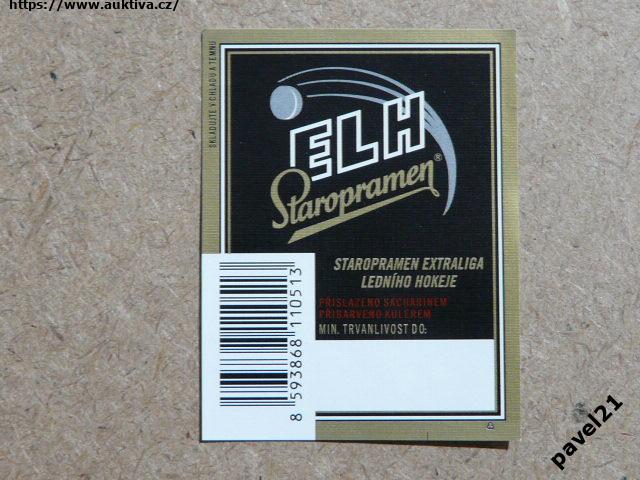 https://www.auktiva.cz/
SKLADUJTE V CHLADU A TEMNU
ELH
Staropramen®
STAROPRAMEN EXTRALIGA
LEDNÍHO HOKEJE
PŘISLAZENO SACHARINEM
PŘIBARVENO KULÉREM
MIN. TRVANLIVOST DO:
8 593868 110513
pavel21